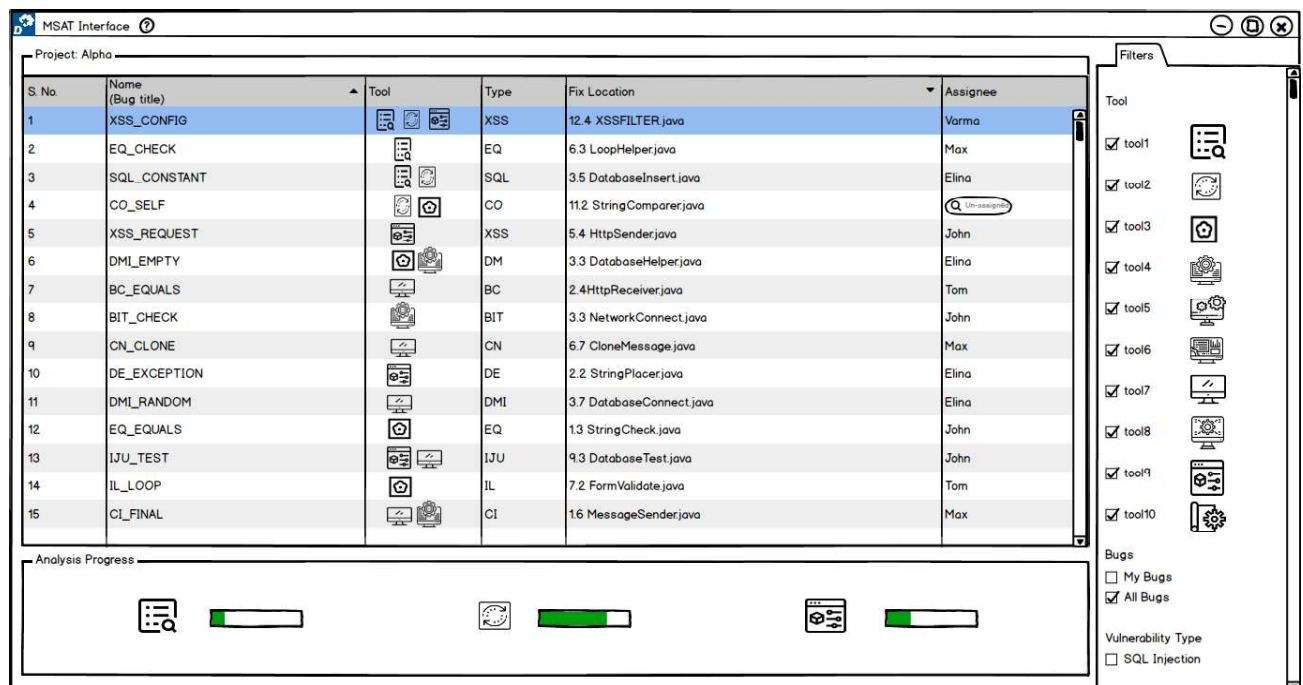 MSAT Interface ?
Project: Alpha
S. No. Name (Bug title) Tool Type Fix Location Assignee
1 XSS_CONFIG XSS 12.4 XSSFILTER.java Varma
2 EQ_CHECK EQ 6.3 LoopHelper.java Max
3 SQL_CONSTANT SQL 3.5 DatabaseInsert.java Elina
4 CO_SELF CO 11.2 StringComparer.java Un-assigned
5 XSS_REQUEST XSS 5.4 HttpSender.java John
6 DMI_EMPTY DM 3.3 DatabaseHelper.java Elina
7 BC_EQUALS BC 2.4HttpReceiver.java Tom
8 BIT_CHECK BIT 3.3 NetworkConnect.java John
9 CN_CLONE CN 6.7 CloneMessage.java Max
10 DE_EXCEPTION DE 2.2 StringPlacer.java Elina
11 DMI_RANDOM DMI 3.7 DatabaseConnect.java Elina
12 EQ_EQUALS EQ 1.3 StringCheck.java John
13 IJU_TEST IJU 9.3 DatabaseTest.java John
14 IL_LOOP IL 7.2 FormValidate.java Tom
15 CI_FINAL CI 1.6 MessageSender.java Max
Analysis Progress
Filters
Tool
tool1
tool2
tool3
tool4
tool5
tool6
tool7
tool8
tool9
tool10
Bugs
My Bugs
All Bugs
Vulnerability Type
SQL Injection